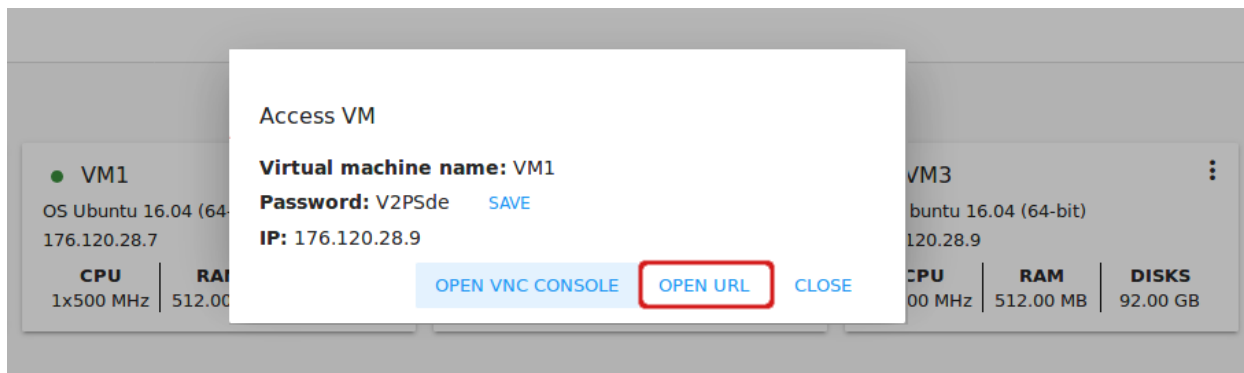 Access VM
Virtual machine name: VM1
Password: V2PSde SAVE
IP: 176.120.28.9
OPEN VNC CONSOLE OPEN URL CLOSE
VM1
OS Ubuntu 16.04 (64-
176.120.28.7
CPU RAM
1x500 MHz 512.00
VM3
buntu 16.04 (64-bit)
120.28.9
CPU RAM DISKS
00 MHz 512.00 MB 92.00 GB